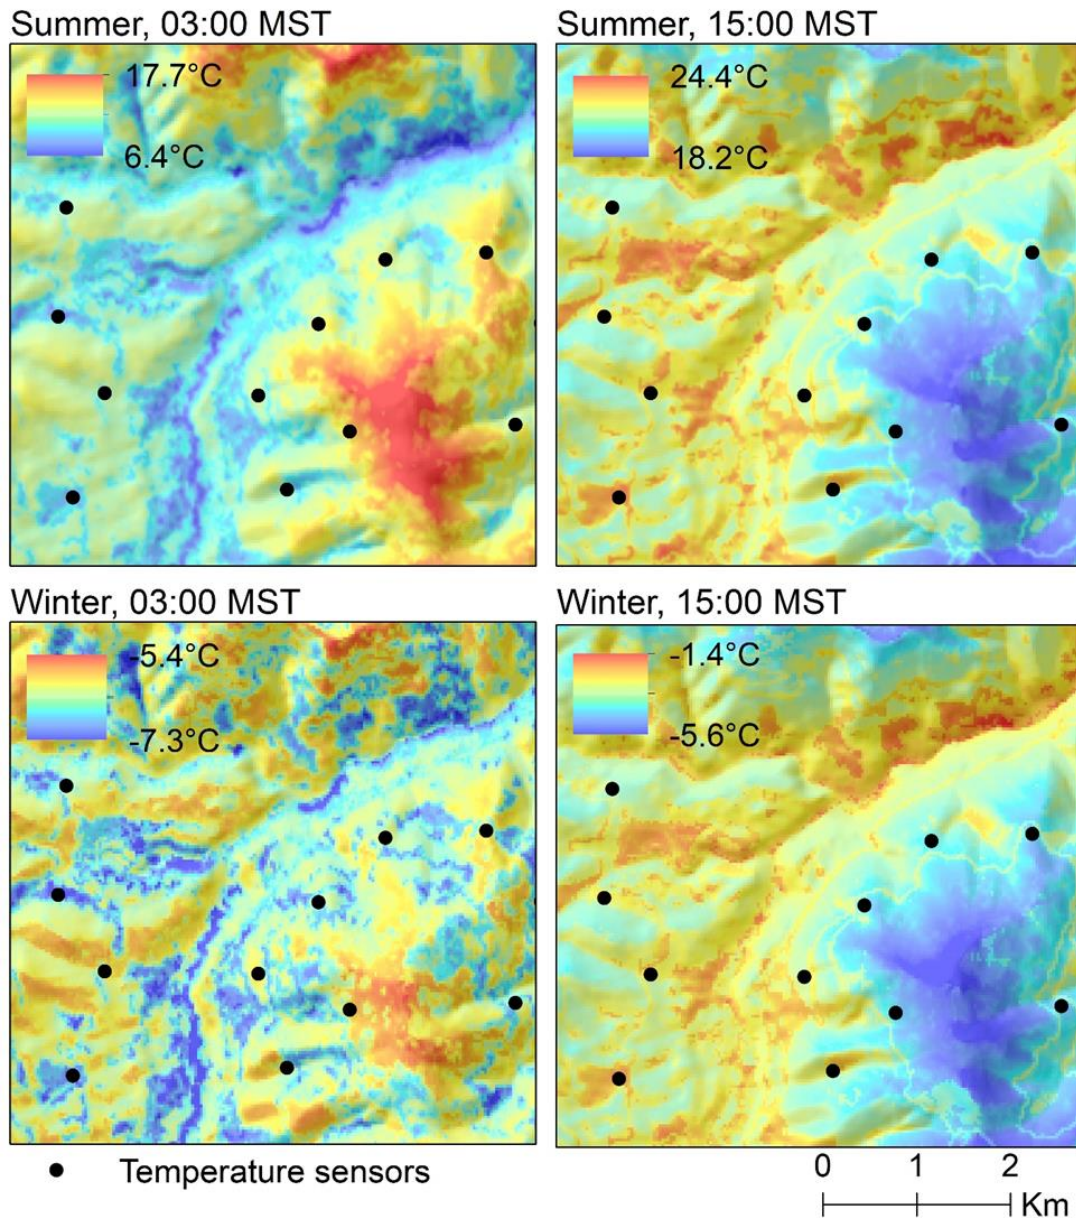 Summer, 03:00 MST
17.7°C
6.4°C
Summer, 15:00 MST
24.4°C
18.2°C
Winter, 03:00 MST
-5.4°C
-7.3°C
Winter, 15:00 MST
-1.4°C
-5.6°C
Temperature sensors
0 1 2
Km